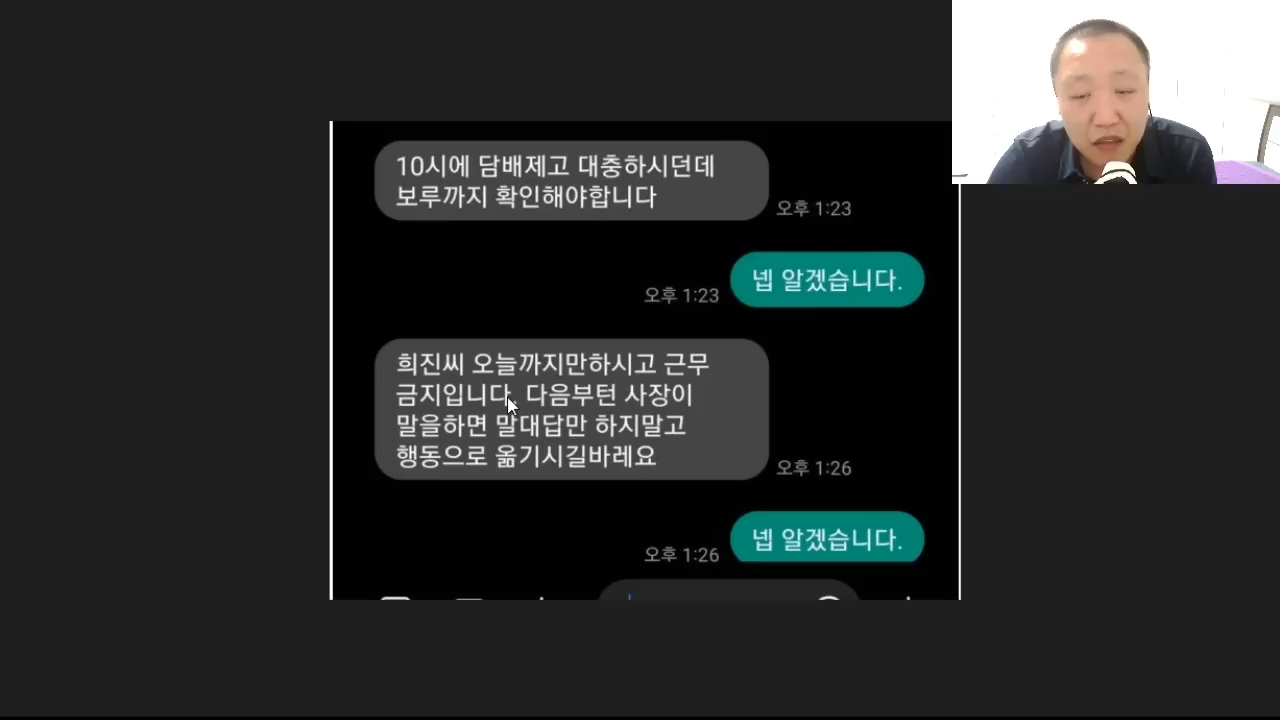 10시에 담배제고 대충하시던데
보루까지 확인해야합니다
오후 1:23
넵 알겠습니다.
오후 1:23
희진씨 오늘까지만하시고 근무
금지입니다. 다음부턴 사장이
말을하면 말대답만 하지말고
행동으로 옮기시길바레요
오후 1:26
넵 알겠습니다.
오후 1:26